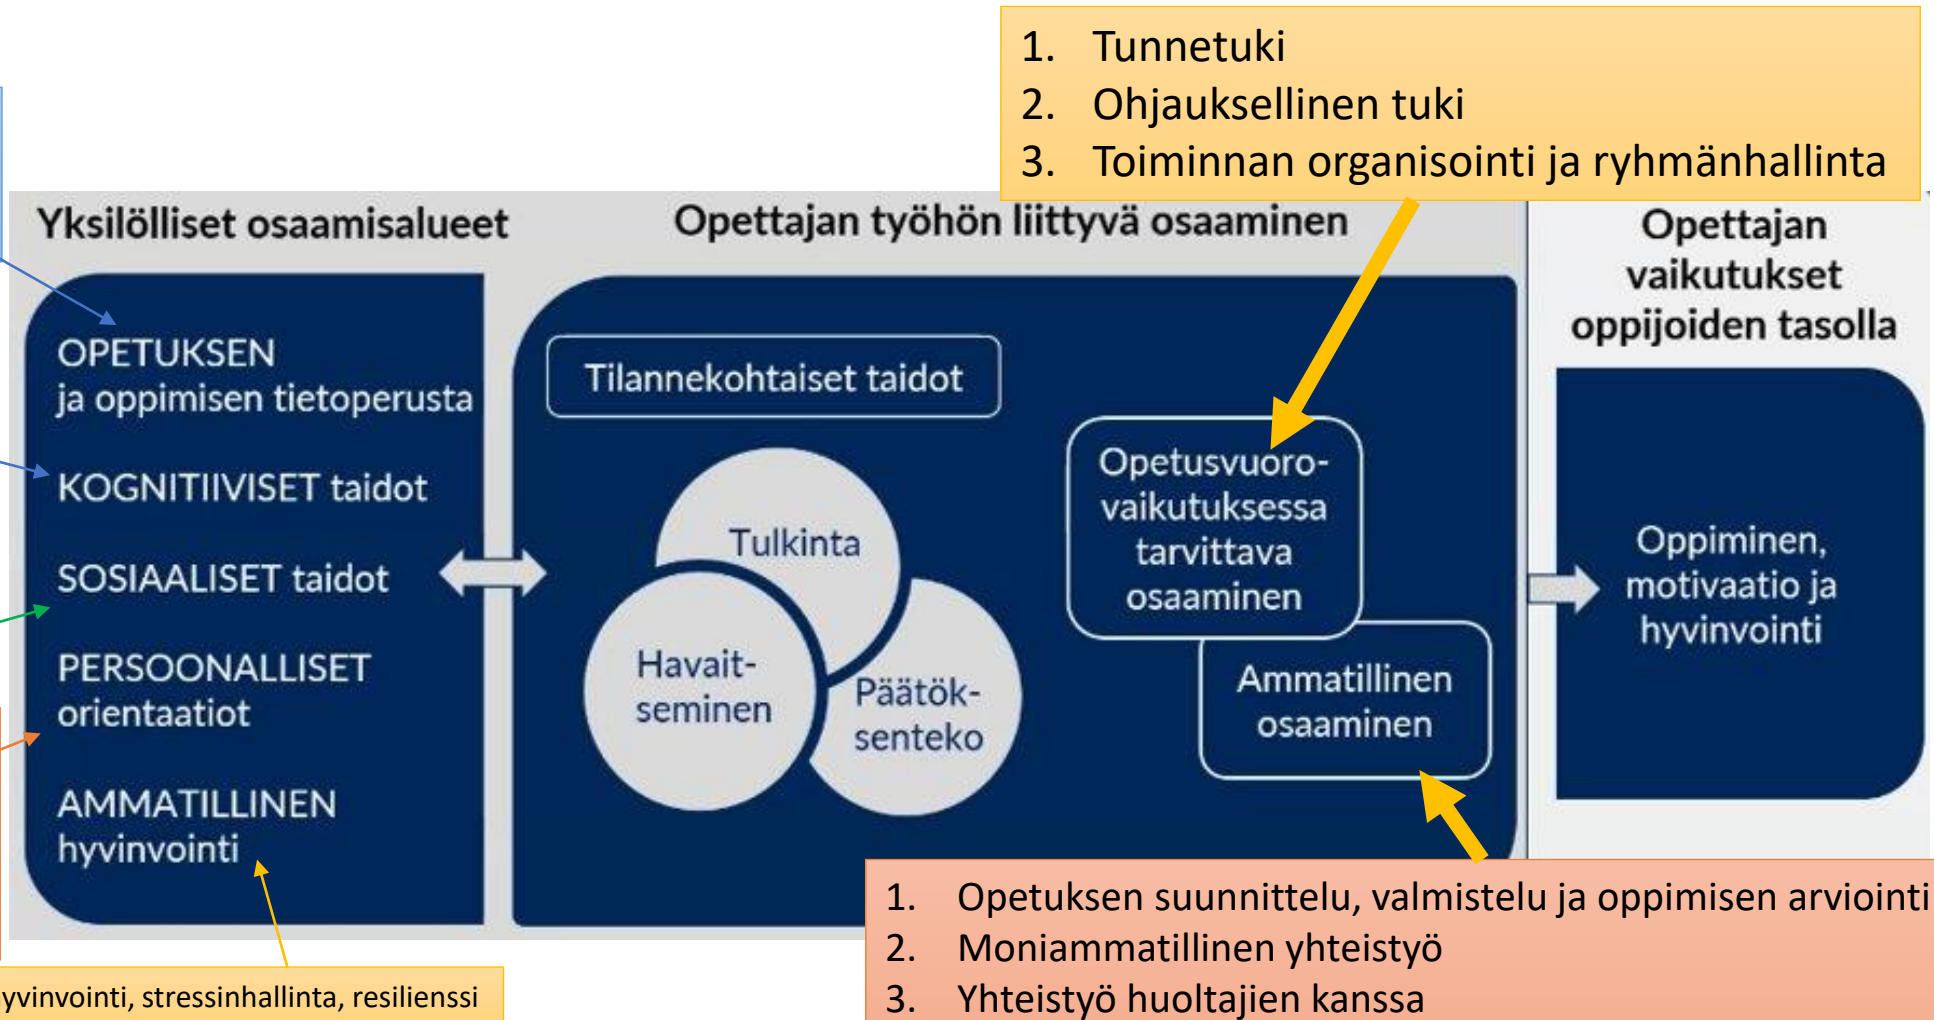 1. Tunnetuki
2. Ohjauksellinen tuki
3. Toiminnan organisointi ja ryhmänhallinta
Yksilölliset osaamisalueet
OPETUKSEN
ja oppimisen tietoperusta
KOGNITIIVISET taidot
SOSIAALISET taidot
PERSOONALLISET
orientaatiot
AMMATILLINEN
hyvinvointi
Opettajan työhön liittyvä osaaminen
Tilannekohtaiset taidot
Tulkinta
Havait-
seminen
Päätök-
senteko
Opetusvuoro-
vaikutuksessa
tarvittava
osaaminen
Ammatillinen
osaaminen
Opettajan
vaikutukset
oppijoiden tasolla
Oppiminen,
motivaatio ja
hyvinvointi
1. Opetuksen suunnittelu, valmistelu ja oppimisen arviointi
2. Moniammatillinen yhteistyö
3. Yhteistyö huoltajien kanssa
yvinvointi, stressinhallinta, resilienssi